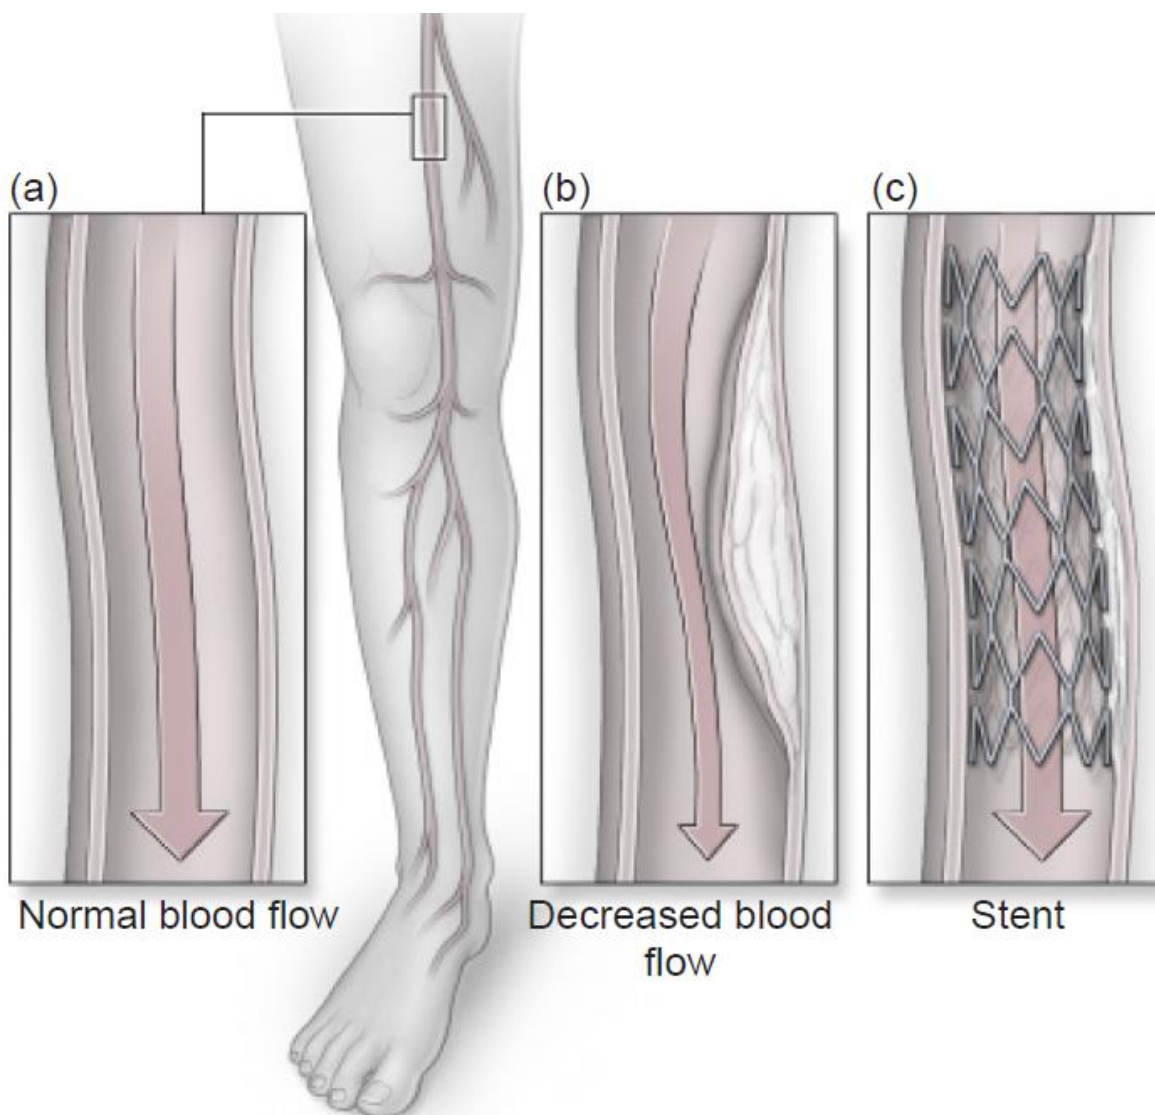 (a)
(b)
(c)
Normal blood flow
Decreased blood
flow
Stent